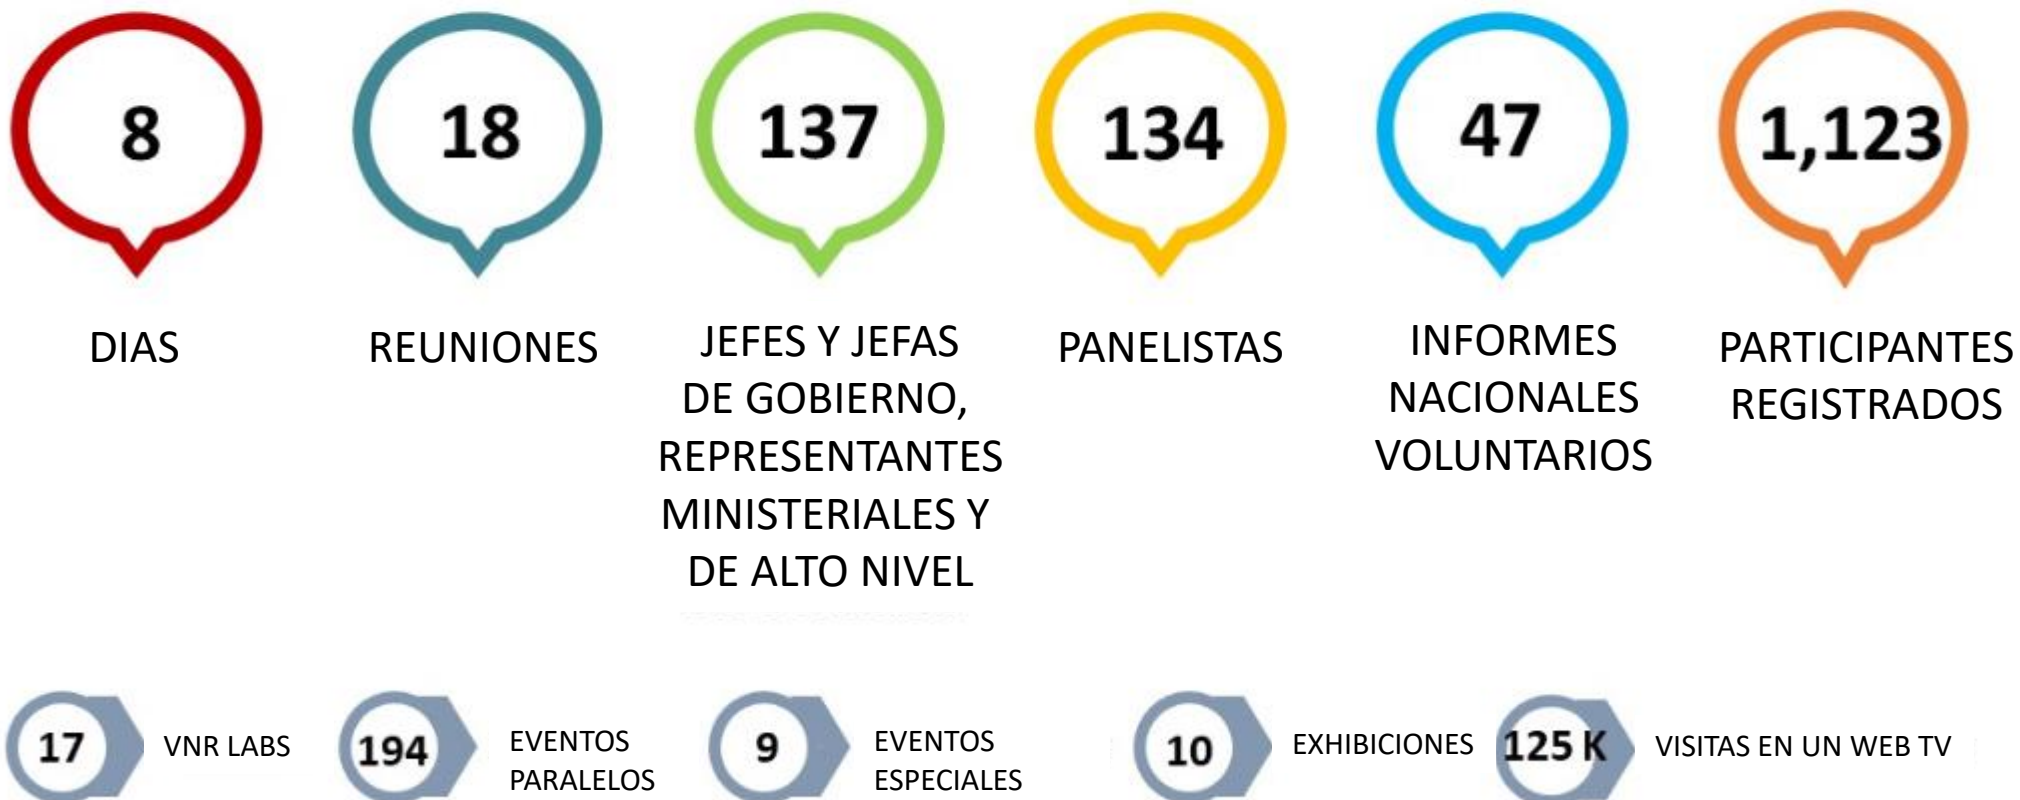 8
DIAS
18
REUNIONES
137
JEFES Y JEFAS
DE GOBIERNO,
REPRESENTANTES
MINISTERIALES Y
DE ALTO NIVEL
134
PANELISTAS
47
INFORMES
NACIONALES
VOLUNTARIOS
1,123
PARTICIPANTES
REGISTRADOS
17
VNR LABS
194
EVENTOS
PARALELOS
9
EVENTOS
ESPECIALES
10
EXHIBICIONES
125 K
VISITAS EN UN WEB TV